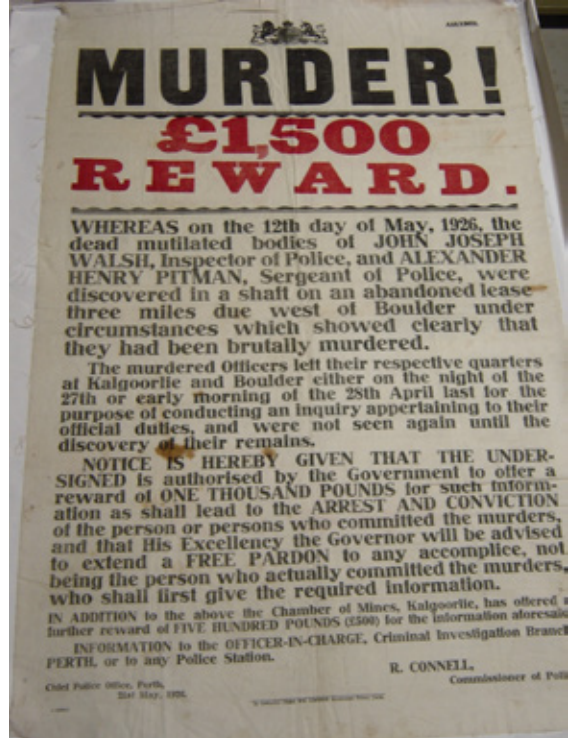 MURDER!
£1,500
REWARD.
WHEREAS on the 12th day of May, 1926, the
dead mutilated bodies of JOHN JOSEPH
WALSH, Inspector of Police, and ALEXANDER
HENRY PITMAN, Sergeant of Police, were
discovered in a shaft on an abandoned lease
three miles due west of Boulder under
circumstances which showed clearly that
they had been brutally murdered.
The murdered Officers left their respective quarters
at Kalgoorlie and Boulder either on the night of the
27th or early morning of the 28th April last for the
purpose of conducting an inquiry appertaining to their
official duties, and were not seen again until the
discovery of their remains.
NOTICE IS HEREBY GIVEN THAT THE UNDER-
SIGNED is authorised by the Government to offer a
reward of ONE THOUSAND POUNDS for such inform-
ation as shall lead to the ARREST AND CONVICTION
of the person or persons who committed the murders,
and that His Excellency the Governor will be advised
to extend a FREE PARDON to any accomplice, not
being the person who actually committed the murders,
who shall first give the required information.
IN ADDITION to the above the Chamber of Mines, Kalgoorlie, has offered a
further reward of FIVE HUNDRED POUNDS (£500) for the information aforesaid
INFORMATION to the OFFICER-IN-CHARGE, Criminal Investigation Branch
PERTH, or to any Police Station.
R. CONNELL,
Commissioner of Poli
Chief Police Office, Perth,
21st May, 1926.